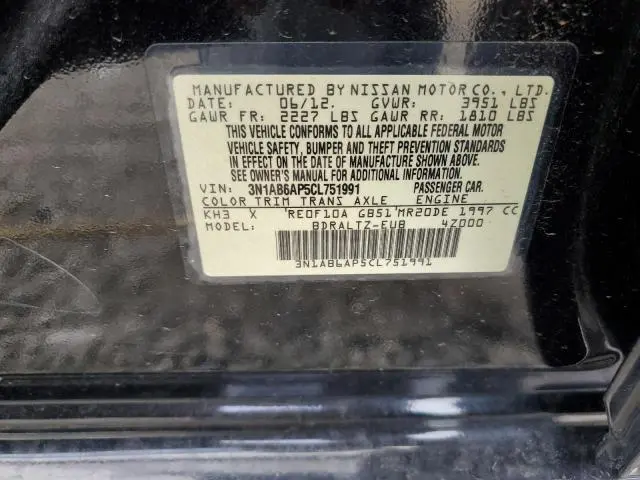 MANUFACTURED BY NISSAN MOTOR CO., LTD.
DATE: 06/12. GVWR: 3951 LBS
GAWR FR: 2227 LBS GAWR RR: 1810 LBS
THIS VEHICLE CONFORMS TO ALL APPLICABLE FEDERAL MOTOR
VEHICLE SAFETY, BUMPER AND THEFT PREVENTION STANDARDS
IN EFFECT ON THE DATE OF MANUFACTURE SHOWN ABOVE.
SEE OWNER'S MANUAL FOR ADDITIONAL INFORMATION.
VIN: 3N1AB6AP5CL751991 PASSENGER CAR.
COLOR TRIM TRANS AXLE ENGINE
KH3 X RE0F10A GB51 MR20DE 1997 CC
MODEL: BDRALTZ-EUB 4Z000
3N1AB6AP5CL751991